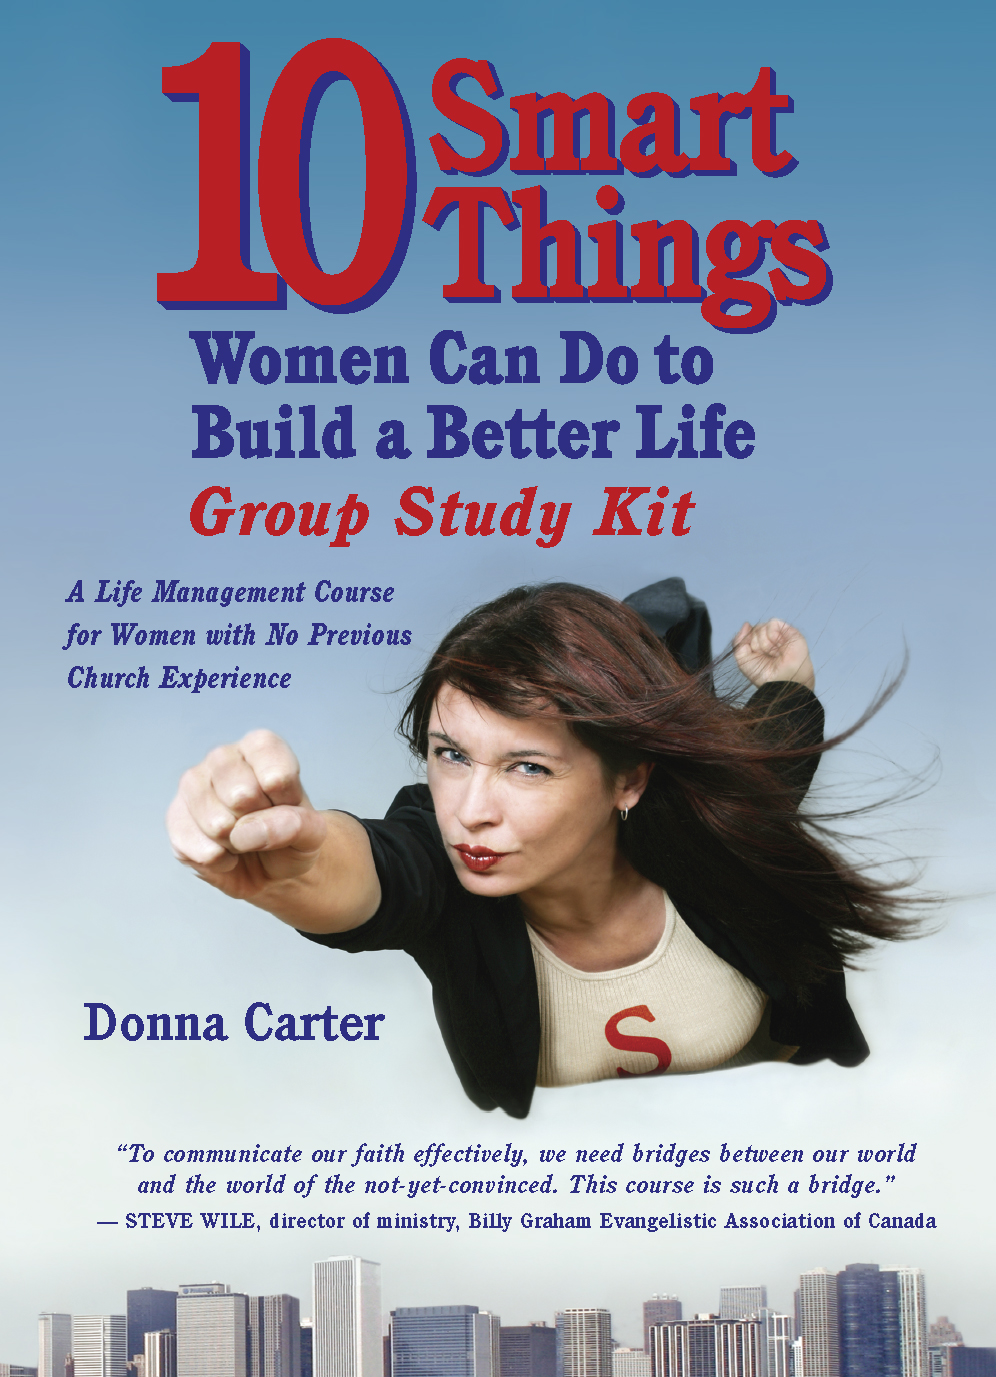 10 Smart
Things
Women Can Do to
Build a Better Life
Group Study Kit
A Life Management Course
for Women with No Previous
Church Experience
S
Donna Carter
“To communicate our faith effectively, we need bridges between our world
and the world of the not-yet-convinced. This course is such a bridge.”
— STEVE WILE, director of ministry, Billy Graham Evangelistic Association of Canada